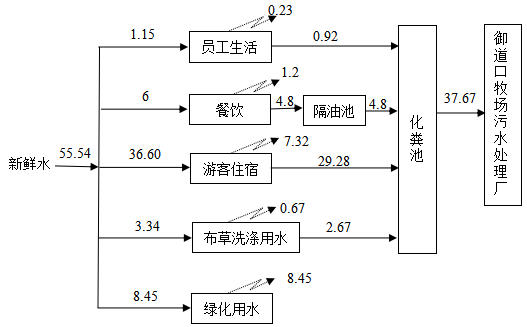 0.23
1.15
员工生活
0.92
1.2
6
餐饮
4.8
隔油池
4.8
7.32
新鲜水
55.54
36.60
游客住宿
29.28
0.67
3.34
布草洗涤用水
2.67
8.45
8.45
绿化用水
化粪池
37.67
御道口牧场污水处理厂